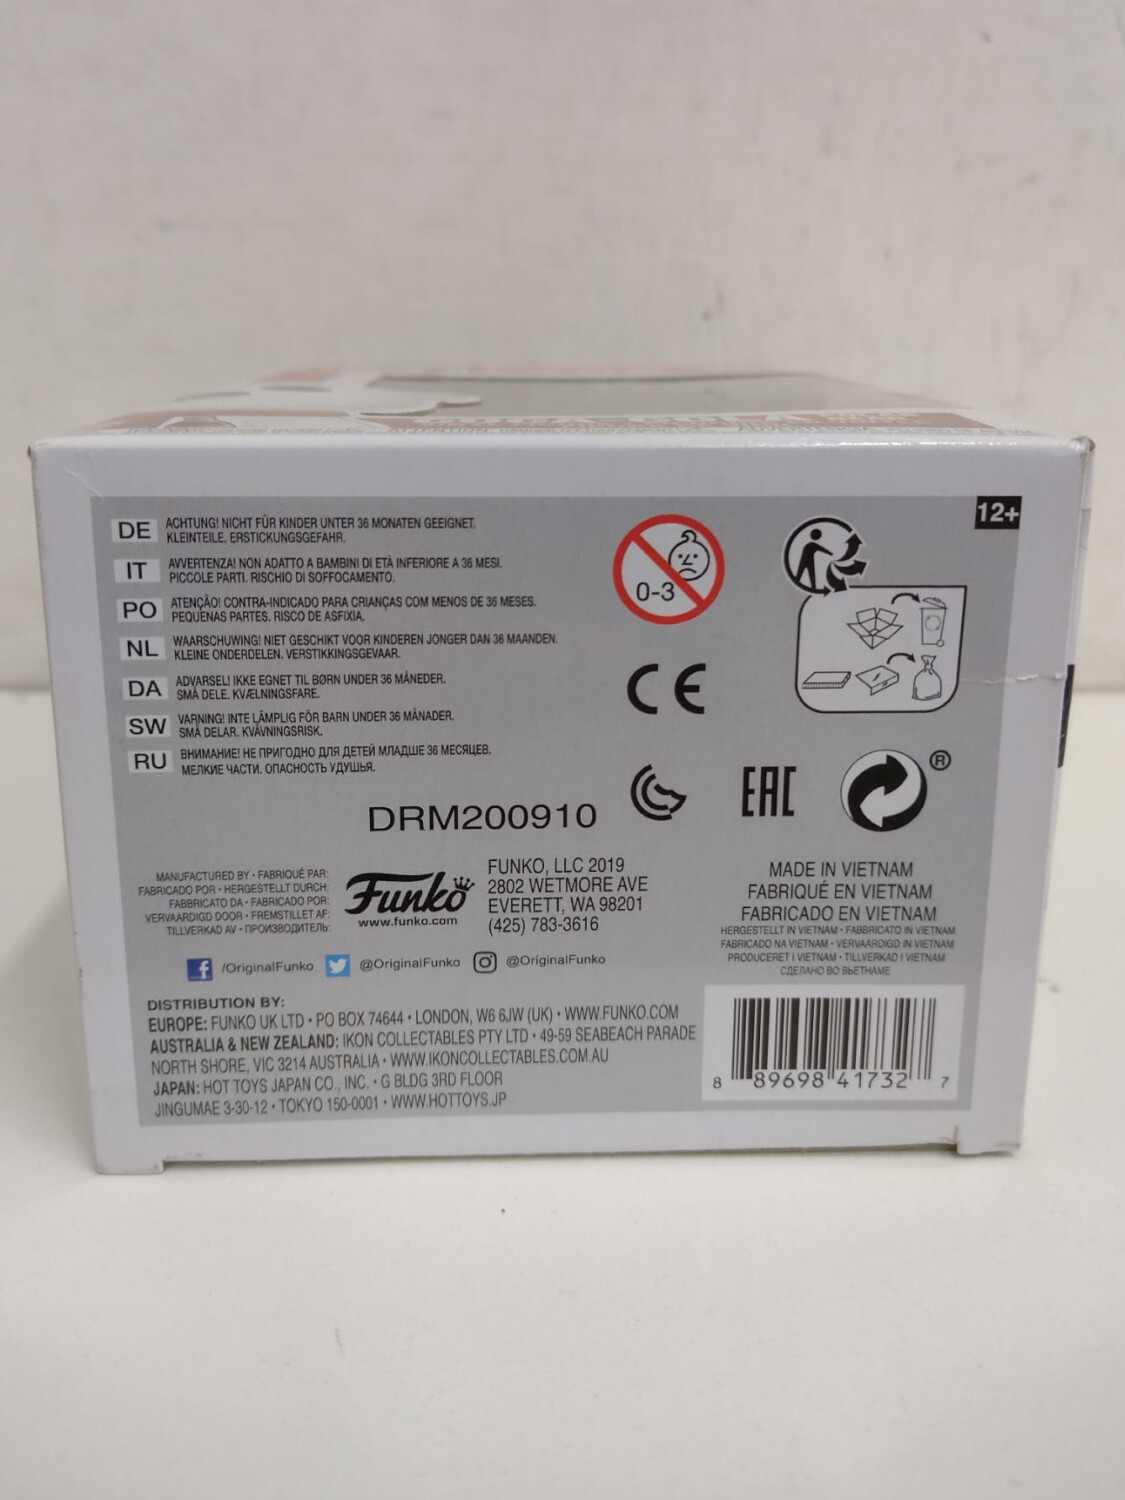 12+
DE ACHTUNG! NICHT FÜR KINDER UNTER 36 MONATEN GEEIGNET.
KLEINTEILE. ERSTICKUNGSGEFAHR.
IT AVVERTENZA! NON ADATTO A BAMBINI DI ETÀ INFERIORE A 36 MESI.
PICCOLE PARTI. RISCHIO DI SOFFOCAMENTO.
PO ATENÇÃO! CONTRA-INDICADO PARA CRIANÇAS COM MENOS DE 36 MESES.
PEQUENAS PARTES. RISCO DE ASFIXIA.
NL WAARSCHUWING! NIET GESCHIKT VOOR KINDEREN JONGER DAN 36 MAANDEN.
KLEINE ONDERDELEN. VERSTIKKINGSGEVAAR.
DA ADVARSEL! IKKE EGNET TIL BØRN UNDER 36 MÅNEDER.
SMÅ DELE. KVÆLNINGSFARE.
SW VARNING! INTE LÄMPLIG FÖR BARN UNDER 36 MÅNADER.
SMÅ DELAR. KVÄVNINGSRISK.
RU ВНИМАНИЕ! НЕ ПРИГОДНО ДЛЯ ДЕТЕЙ МЛАДШЕ 36 МЕСЯЦЕВ.
МЕЛКИЕ ЧАСТИ. ОПАСНОСТЬ УДУШЬЯ.
0-3
CE
EAC
®
DRM200910
MANUFACTURED BY • FABRIQUÉ PAR:
FABRICADO POR • HERGESTELLT DURCH:
FABBRICATO DA • FABRICADO POR:
VERVAARDIGD DOOR • FREMSTILLET AF:
TILLVERKAD AV • ПРОИЗВОДИТЕЛЬ:
Funko
www.funko.com
FUNKO, LLC 2019
2802 WETMORE AVE
EVERETT, WA 98201
(425) 783-3616
MADE IN VIETNAM
FABRIQUÉ EN VIETNAM
FABRICADO EN VIETNAM
HERGESTELLT IN VIETNAM • FABBRICATO IN VIETNAM
FABRICADO NA VIETNAM • VERVAARDIGD IN VIETNAM
PRODUCERET I VIETNAM • TILLVERKAD I VIETNAM
СДЕЛАНО ВО ВЬЕТНАМЕ
/OriginalFunko @OriginalFunko @OriginalFunko
DISTRIBUTION BY:
EUROPE: FUNKO UK LTD • PO BOX 74644 • LONDON, W6 6JW (UK) • WWW.FUNKO.COM
AUSTRALIA & NEW ZEALAND: IKON COLLECTABLES PTY LTD • 49-59 SEABEACH PARADE
NORTH SHORE, VIC 3214 AUSTRALIA • WWW.IKONCOLLECTABLES.COM.AU
JAPAN: HOT TOYS JAPAN CO., INC. • G BLDG 3RD FLOOR
JINGUMAE 3-30-12 • TOKYO 150-0001 • WWW.HOTTOYS.JP
8 89698 41732 7